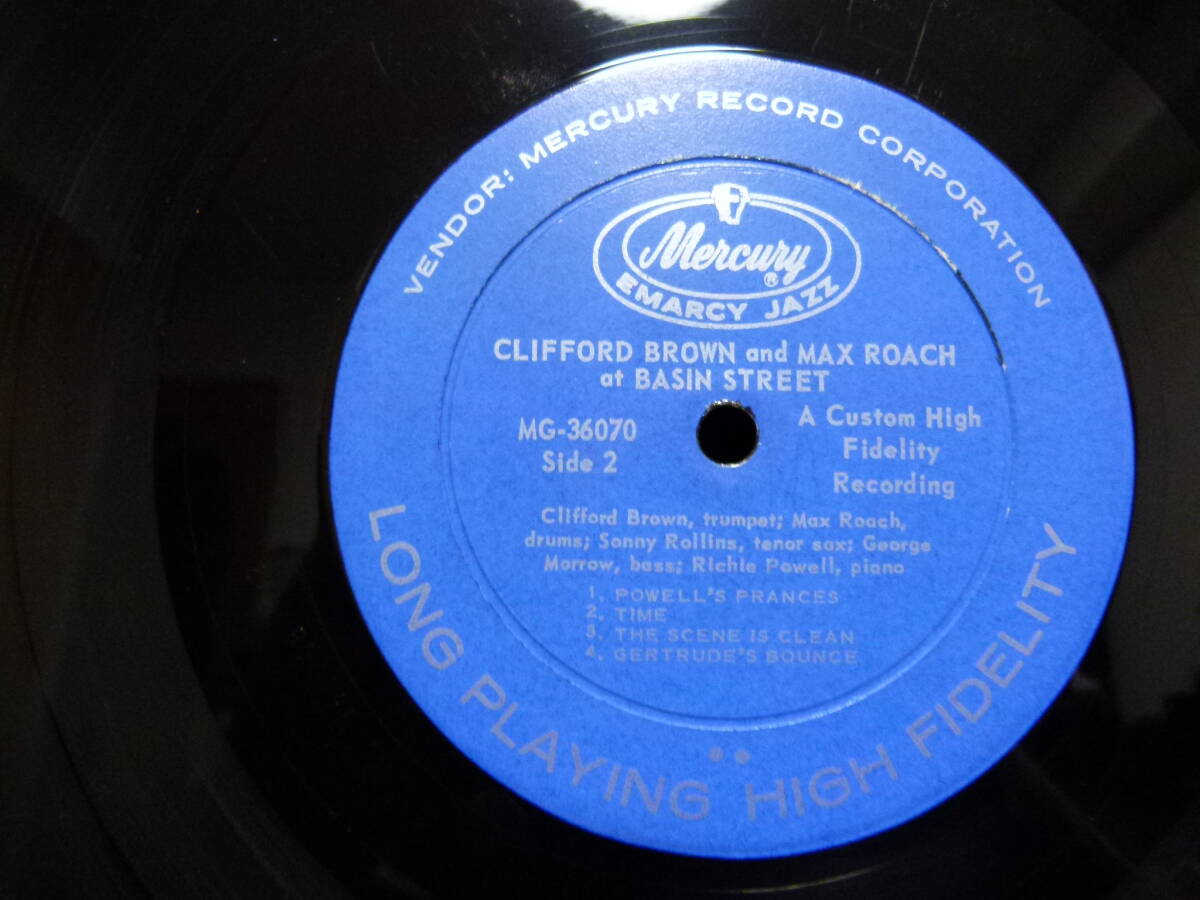 VENDOR: MERCURY RECORD CORPORATION
Mercury ®
EMARCY JAZZ
CLIFFORD BROWN and MAX ROACH
at BASIN STREET
MG-36070
Side 2
A Custom High
Fidelity
Recording
Clifford Brown, trumpet; Max Roach,
drums; Sonny Rollins, tenor sax; George
Morrow, bass; Richie Powell, piano
1. POWELL'S PRANCES
2. TIME
3. THE SCENE IS CLEAN
4. GERTRUDE'S BOUNCE
LONG PLAYING HIGH FIDELITY